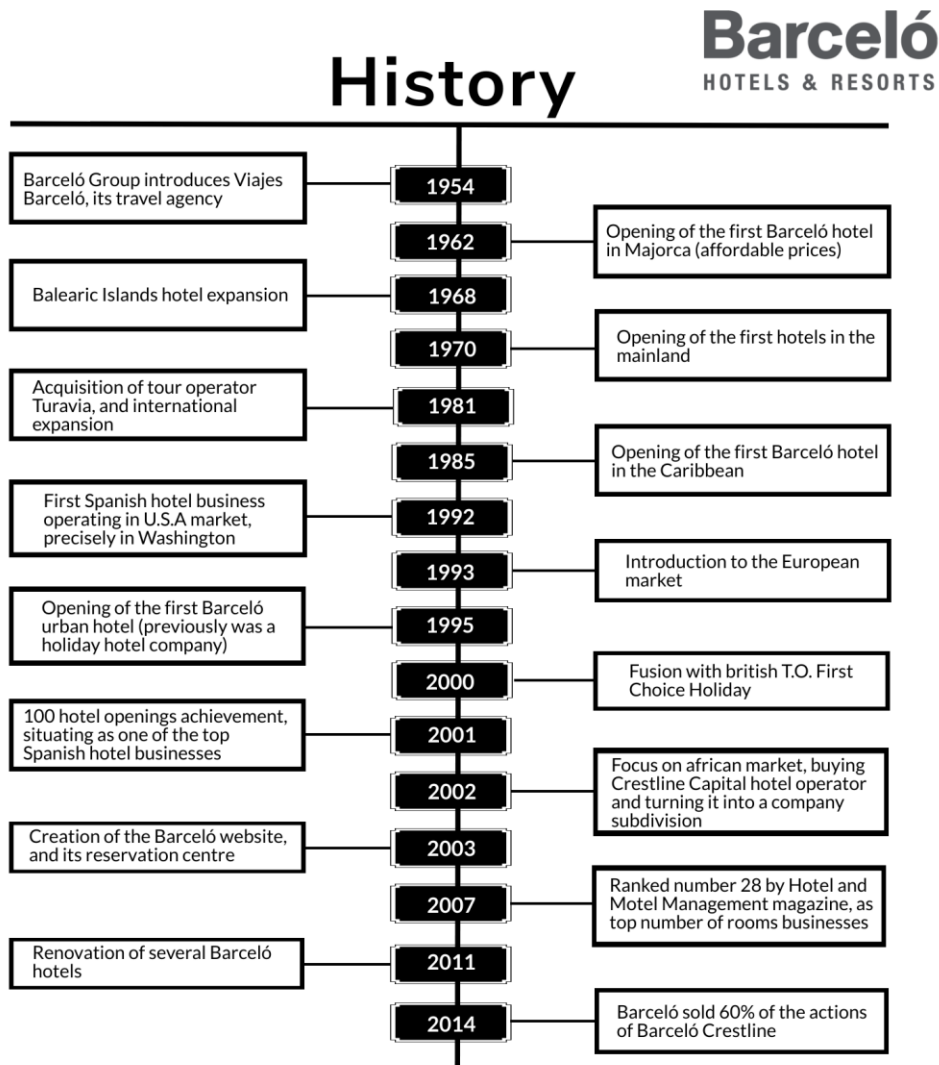 Barceló
HOTELS & RESORTS
History
Barceló Group introduces Viajes
Barceló, its travel agency
1954
1962
Opening of the first Barceló hotel
in Majorca (affordable prices)
Balearic Islands hotel expansion
1968
1970
Opening of the first hotels in the
mainland
Acquisition of tour operator
Turavia, and international
expansion
1981
1985
Opening of the first Barceló hotel
in the Caribbean
First Spanish hotel business
operating in U.S.A market,
precisely in Washington
1992
1993
Introduction to the European
market
Opening of the first Barceló
urban hotel (previously was a
holiday hotel company)
1995
2000
Fusion with british T.O. First
Choice Holiday
100 hotel openings achievement,
situating as one of the top
Spanish hotel businesses
2001
2002
Focus on african market, buying
Crestline Capital hotel operator
and turning it into a company
subdivision
Creation of the Barceló website,
and its reservation centre
2003
2007
Ranked number 28 by Hotel and
Motel Management magazine, as
top number of rooms businesses
Renovation of several Barceló
hotels
2011
2014
Barceló sold 60% of the actions
of Barceló Crestline